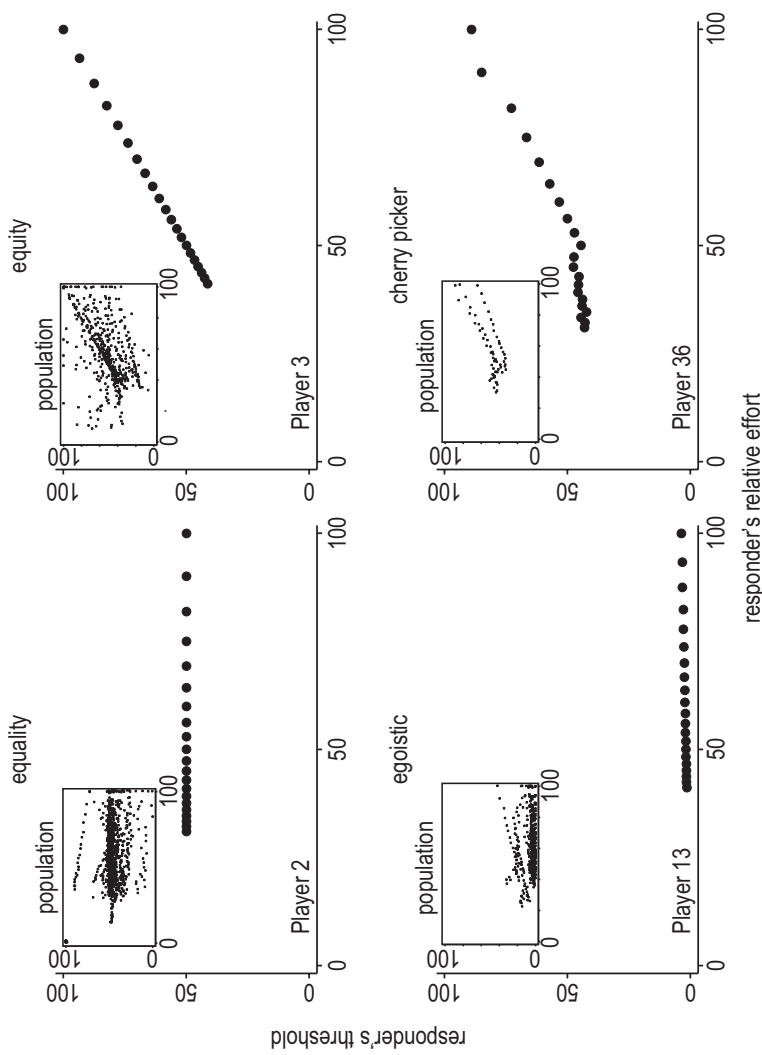 equality
population
100
0
0
100
Player 2
100
50
0
0
50
100
equity
population
100
0
0
100
Player 3
100
50
0
0
50
100
egoistic
population
100
0
0
100
Player 13
100
50
0
0
50
100
cherry picker
population
100
0
0
100
Player 36
100
50
0
0
50
100
responder's threshold
responder's relative effort